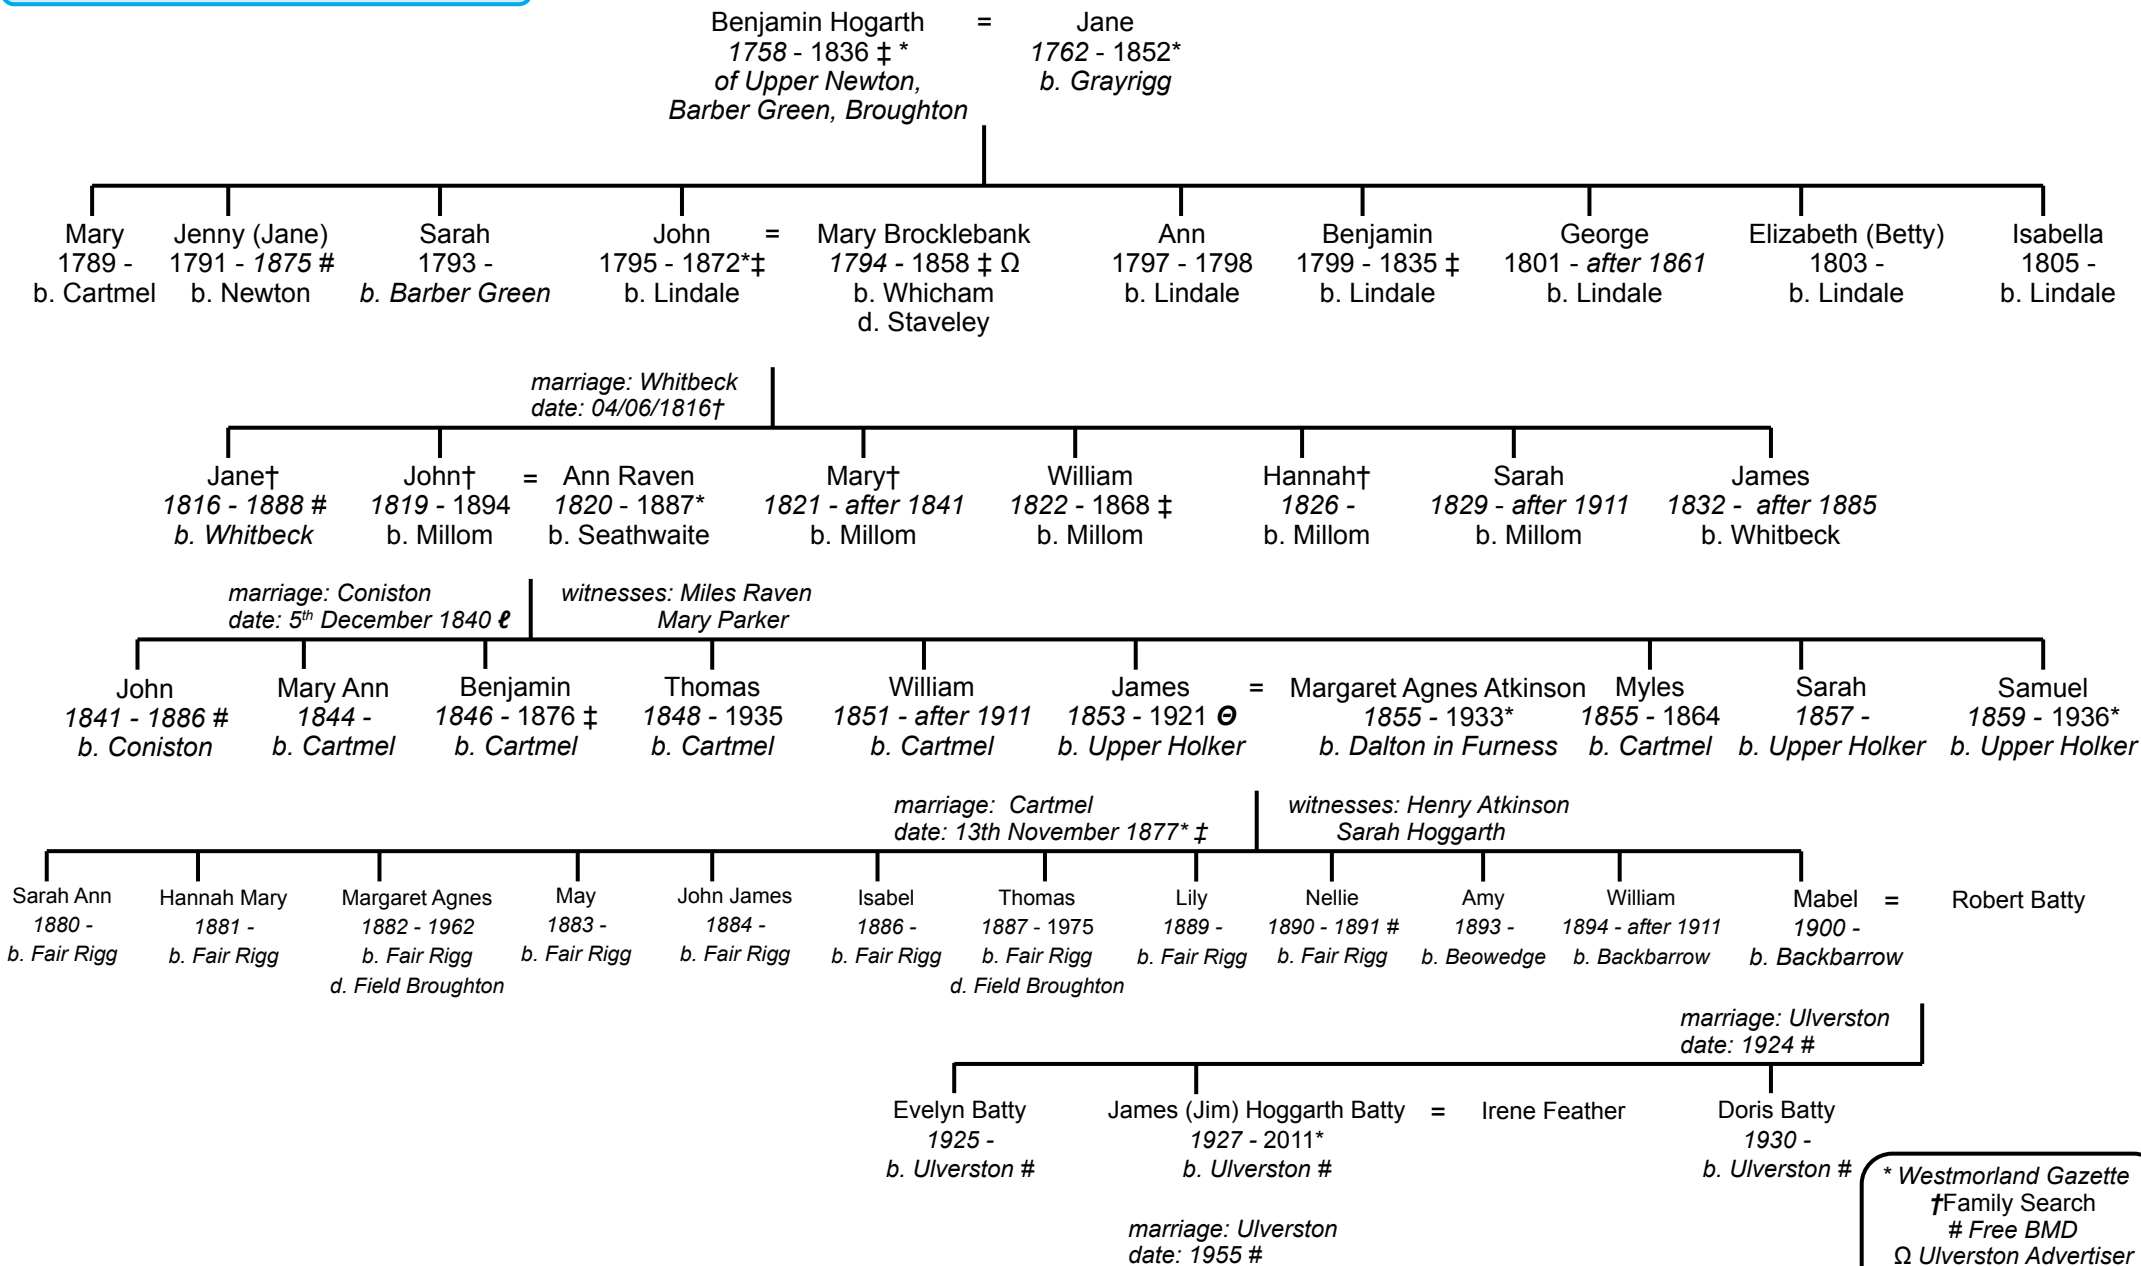 Benjamin Hogarth = Jane
1758 - 1836 ‡ * 1762 - 1852*
of Upper Newton, b. Grayrigg
Barber Green, Broughton
Mary Jenny (Jane) Sarah John = Mary Brocklebank Ann Benjamin George Elizabeth (Betty) Isabella
1789 - 1791 - 1875 # 1793 - 1795 - 1872*‡ 1794 - 1858 ‡ Ω 1797 - 1798 1799 - 1835 ‡ 1801 - after 1861 1803 - 1805 -
b. Cartmel b. Newton b. Barber Green b. Lindale b. Whicham b. Lindale b. Lindale b. Lindale b. Lindale b. Lindale
d. Staveley
marriage: Whitbeck
date: 04/06/1816†
Jane† John† = Ann Raven Mary† William Hannah† Sarah James
1816 - 1888 # 1819 - 1894 1820 - 1887* 1821 - after 1841 1822 - 1868 ‡ 1826 - 1829 - after 1911 1832 - after 1885
b. Whitbeck b. Millom b. Seathwaite b. Millom b. Millom b. Millom b. Millom b. Whitbeck
marriage: Coniston witnesses: Miles Raven
date: 5th December 1840 ℓ Mary Parker
John Mary Ann Benjamin Thomas William James = Margaret Agnes Atkinson Myles Sarah Samuel
1841 - 1886 # 1844 - 1846 - 1876 ‡ 1848 - 1935 1851 - after 1911 1853 - 1921 Θ 1855 - 1933* 1855 - 1864 1857 - 1859 - 1936*
b. Coniston b. Cartmel b. Cartmel b. Cartmel b. Cartmel b. Upper Holker b. Dalton in Furness b. Cartmel b. Upper Holker b. Upper Holker
marriage: Cartmel witnesses: Henry Atkinson
date: 13th November 1877* ‡ Sarah Hoggarth
Sarah Ann Hannah Mary Margaret Agnes May John James Isabel Thomas Lily Nellie Amy William Mabel = Robert Batty
1880 - 1881 - 1882 - 1962 1883 - 1884 - 1886 - 1887 - 1975 1889 - 1890 - 1891 # 1893 - 1894 - after 1911 1900 -
b. Fair Rigg b. Fair Rigg b. Fair Rigg b. Fair Rigg b. Fair Rigg b. Fair Rigg b. Fair Rigg b. Fair Rigg b. Fair Rigg b. Beowedge b. Backbarrow b. Backbarrow
d. Field Broughton d. Field Broughton
marriage: Ulverston
date: 1924 #
Evelyn Batty James (Jim) Hoggarth Batty = Irene Feather Doris Batty
1925 - 1927 - 2011* 1930 -
b. Ulverston # b. Ulverston # b. Ulverston #
marriage: Ulverston
date: 1955 #
* Westmorland Gazette
†Family Search
# Free BMD
Ω Ulverston Advertiser